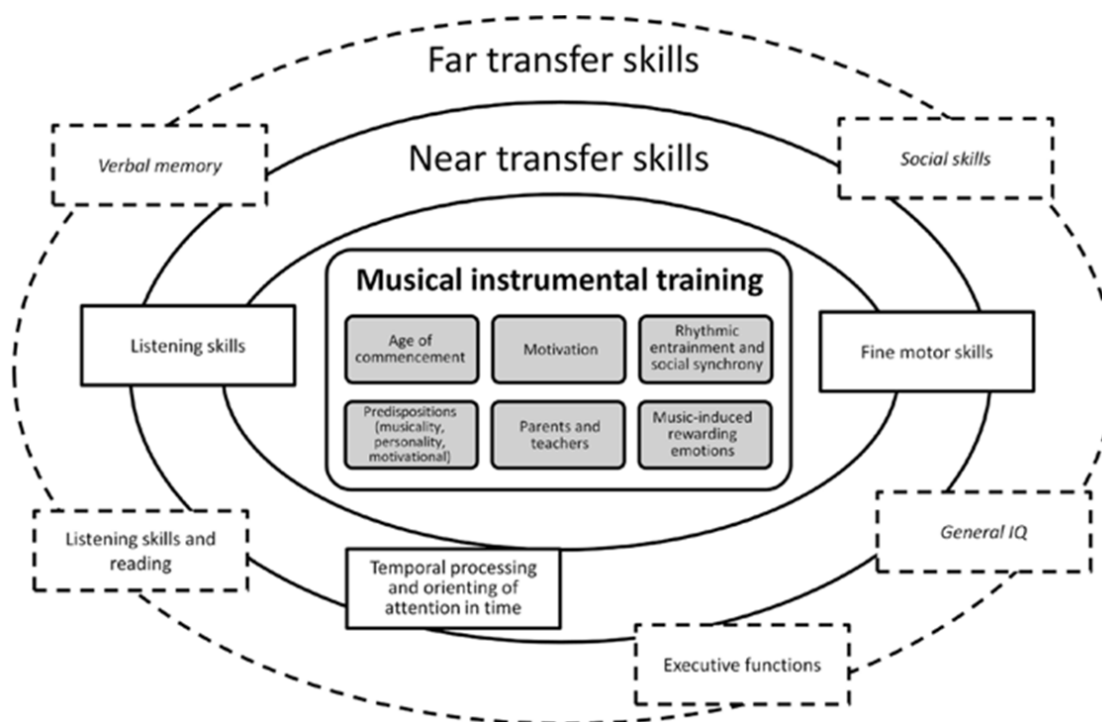 Far transfer skills
Verbal memory
Social skills
Near transfer skills
Musical instrumental training
Listening skills
Fine motor skills
Age of
commencement
Motivation
Rhythmic
entrainment and
social synchrony
Predispositions
(musicality,
personality,
motivational)
Parents and
teachers
Music-induced
rewarding
emotions
Listening skills and
reading
General IQ
Temporal processing
and orienting of
attention in time
Executive functions